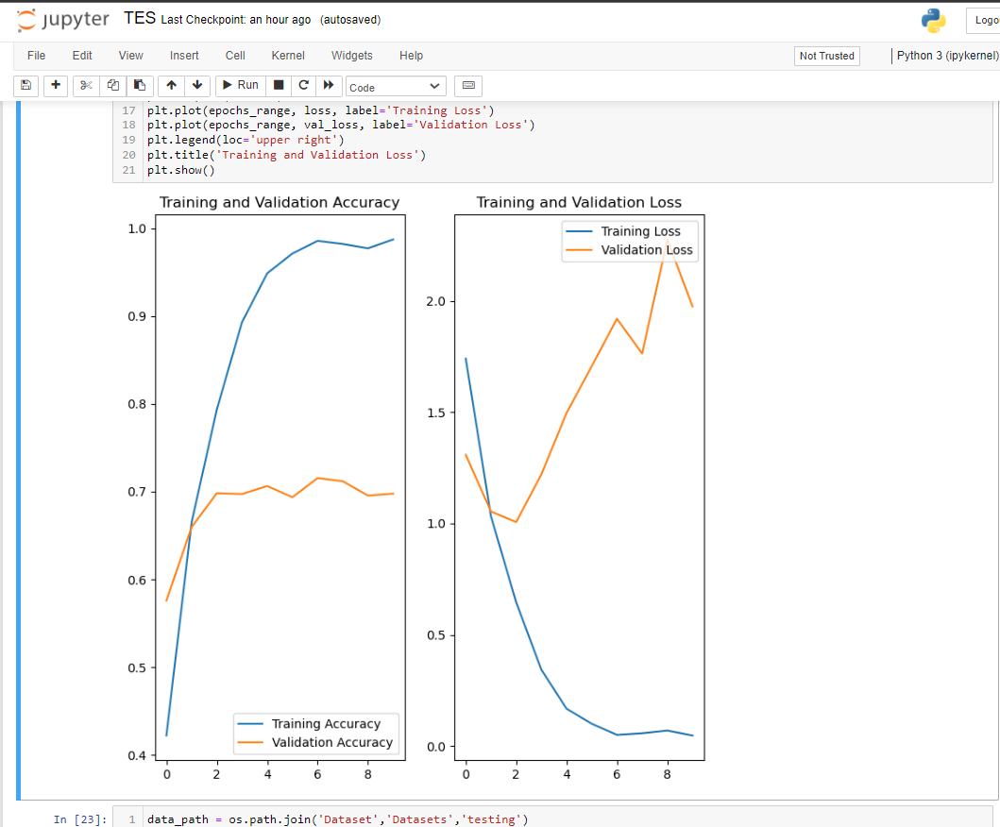 jupyter TES Last Checkpoint: an hour ago (autosaved)
File Edit View Insert Cell Kernel Widgets Help Not Trusted Python 3 (ipykernel)
Run Code
17 plt.plot(epochs_range, loss, label='Training Loss')
18 plt.plot(epochs_range, val_loss, label='Validation Loss')
19 plt.legend(loc='upper right')
20 plt.title('Training and Validation Loss')
21 plt.show()
Training and Validation Accuracy
1.0
0.9
0.8
0.7
0.6
0.5
0.4
Training Accuracy
Validation Accuracy
0 2 4 6 8
Training and Validation Loss
Training Loss
Validation Loss
2.0
1.5
1.0
0.5
0.0
0 2 4 6 8
In [23]: 1 data_path = os.path.join('Dataset','Datasets','testing')